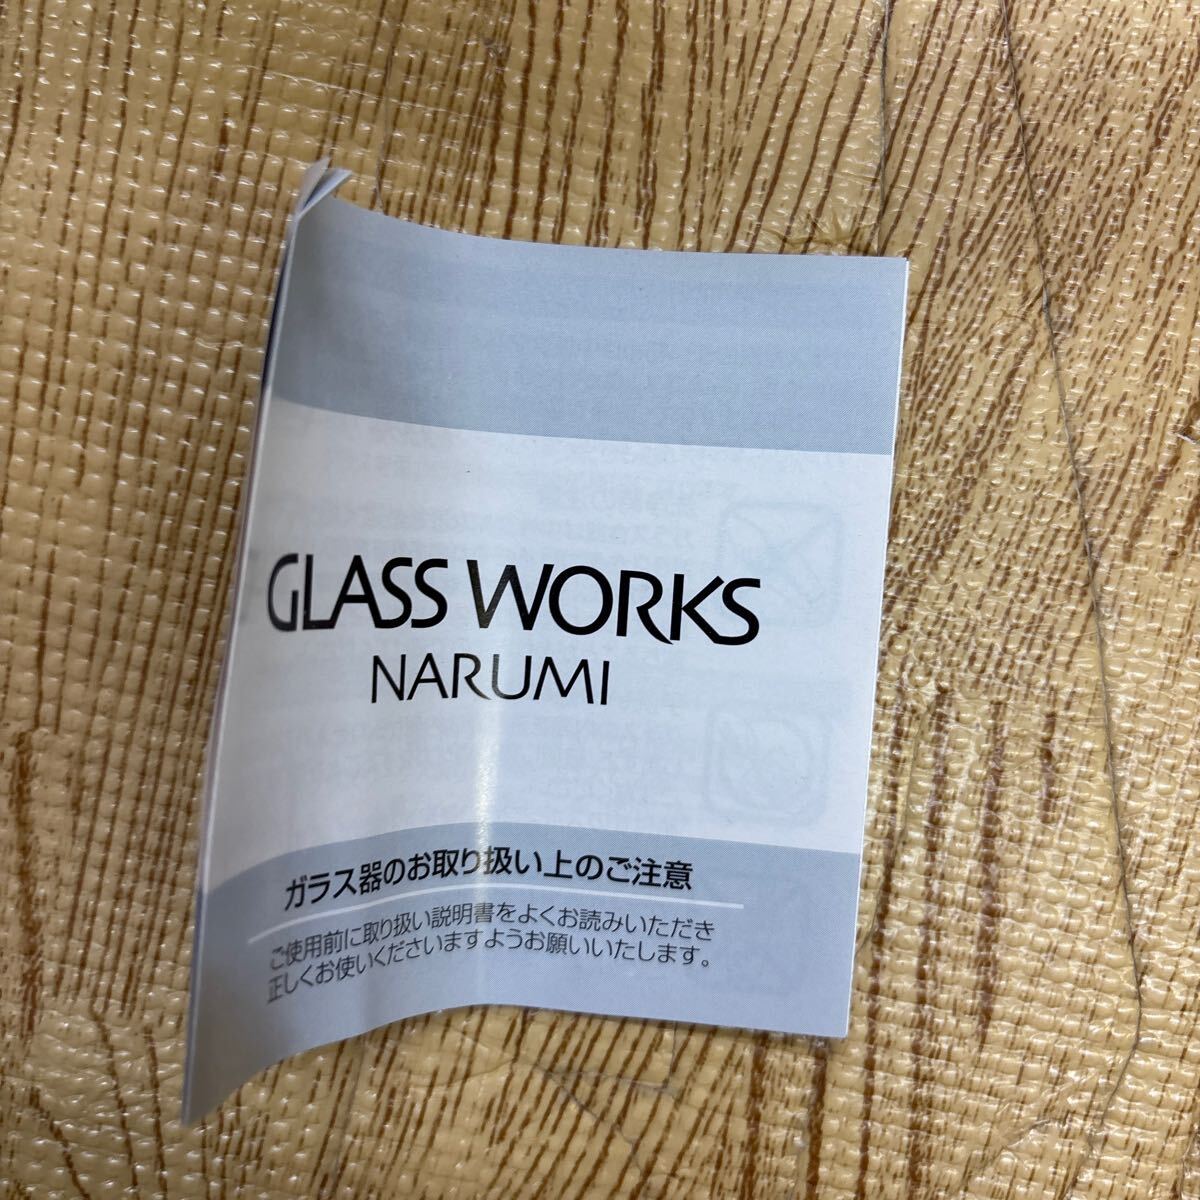 GLASS WORKS
NARUMI
ガラス器のお取り扱い上のご注意
ご使用前に取り扱い説明書をよくお読みいただき
正しくお使いくださいますようお願いいたします。